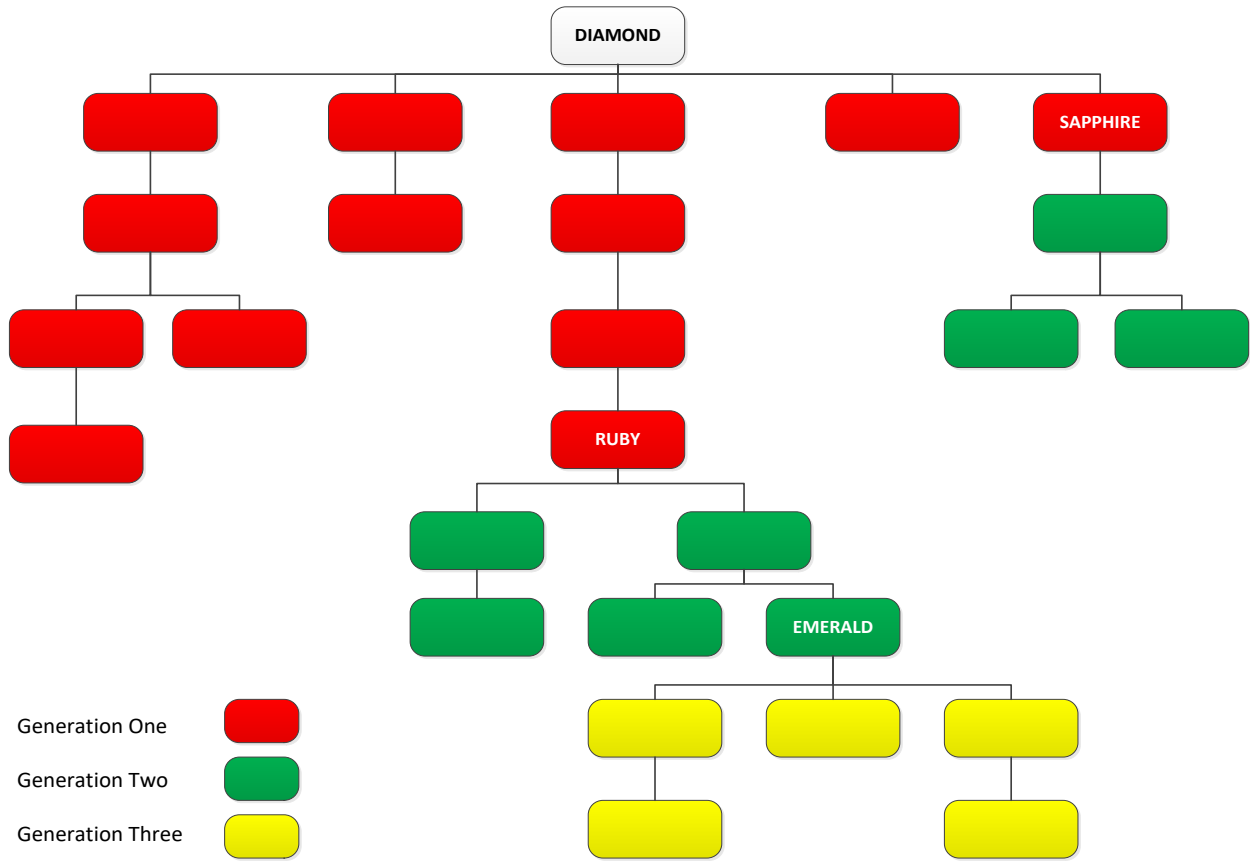 DIAMOND
SAPPHIRE
RUBY
EMERALD
Generation One
Generation Two
Generation Three